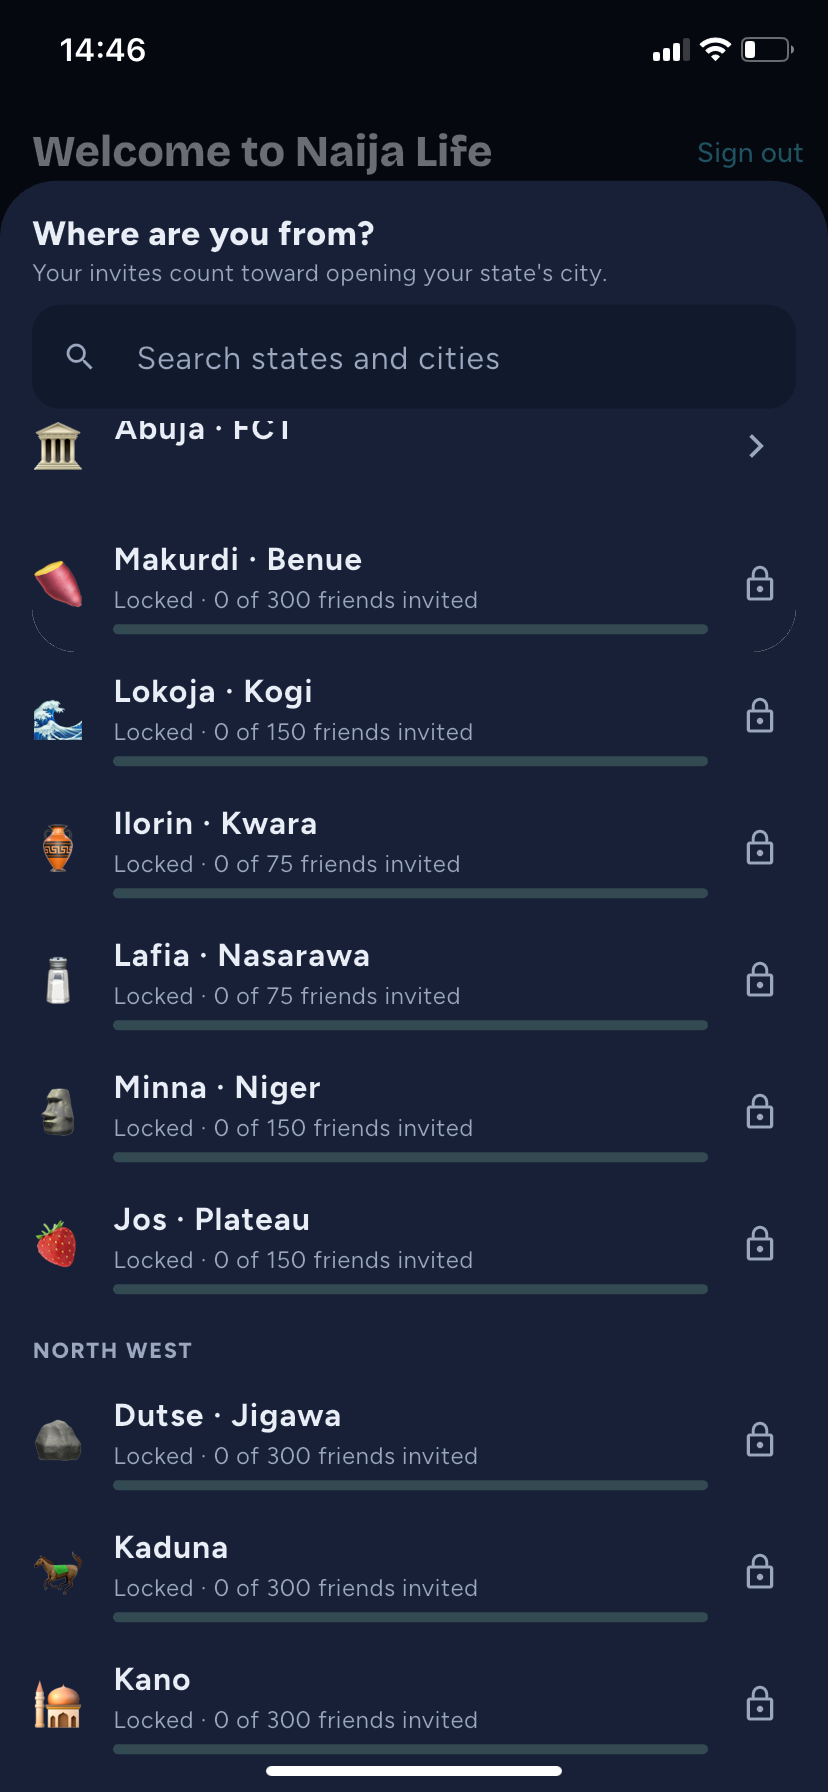 14:46
Welcome to Naija Life
Sign out
Where are you from?
Your invites count toward opening your state's city.
Search states and cities
Abuja · FCT
Makurdi · Benue
Locked · 0 of 300 friends invited
Lokoja · Kogi
Locked · 0 of 150 friends invited
Ilorin · Kwara
Locked · 0 of 75 friends invited
Lafia · Nasarawa
Locked · 0 of 75 friends invited
Minna · Niger
Locked · 0 of 150 friends invited
Jos · Plateau
Locked · 0 of 150 friends invited
NORTH WEST
Dutse · Jigawa
Locked · 0 of 300 friends invited
Kaduna
Locked · 0 of 300 friends invited
Kano
Locked · 0 of 300 friends invited